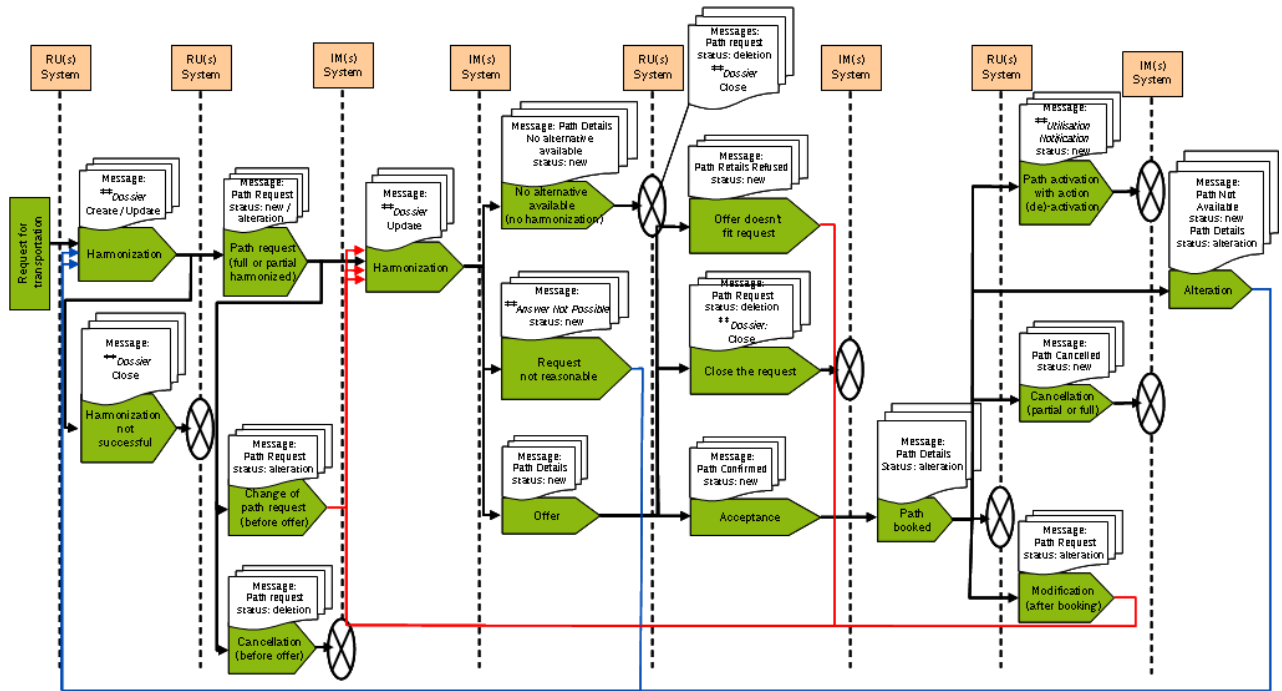 RU(s)
System
RU(s)
System
IM(s)
System
IM(s)
System
RU(s)
System
IM(s)
System
RU(s)
System
IM(s)
System
Request for
transportation
Message:
**Dossier
Create / Update
Harmonization
Message:
**Dossier
Close
Harmonization
not
successful
Message:
Path Request
status: new /
alteration
Path request
(full or partial
harmonized)
Message:
Path Request
status: alteration
Change of
path request
(before offer)
Message:
Path request
status: deletion
Cancellation
(before offer)
Message:
**Dossier
Update
Harmonization
Message: Path Details
No alternative
available
status: new
No alternative
available
(no harmonization)
Message:
**Answer Not Possible
status: new
Request
not reasonable
Message:
Path Details
status: new
Offer
Messages:
Path request
status: deletion
**Dossier
Close
Message:
Path Retails Refused
status: new
Offer doesn't
fit request
Message:
Path Request
status: deletion
**Dossier:
Close
Close the request
Message:
Path Confirmed
status: new
Acceptance
Message:
Path Details
Status: alteration
Path
booked
Message:
**Utilisation
Notification
status: new
Path activation
with action
(de)-activation
Message:
Path Not
Available
status: new
Path Details
status: alteration
Alteration
Message:
Path Cancelled
status: new
Cancellation
(partial or full)
Message:
Path Request
status: alteration
Modification
(after booking)